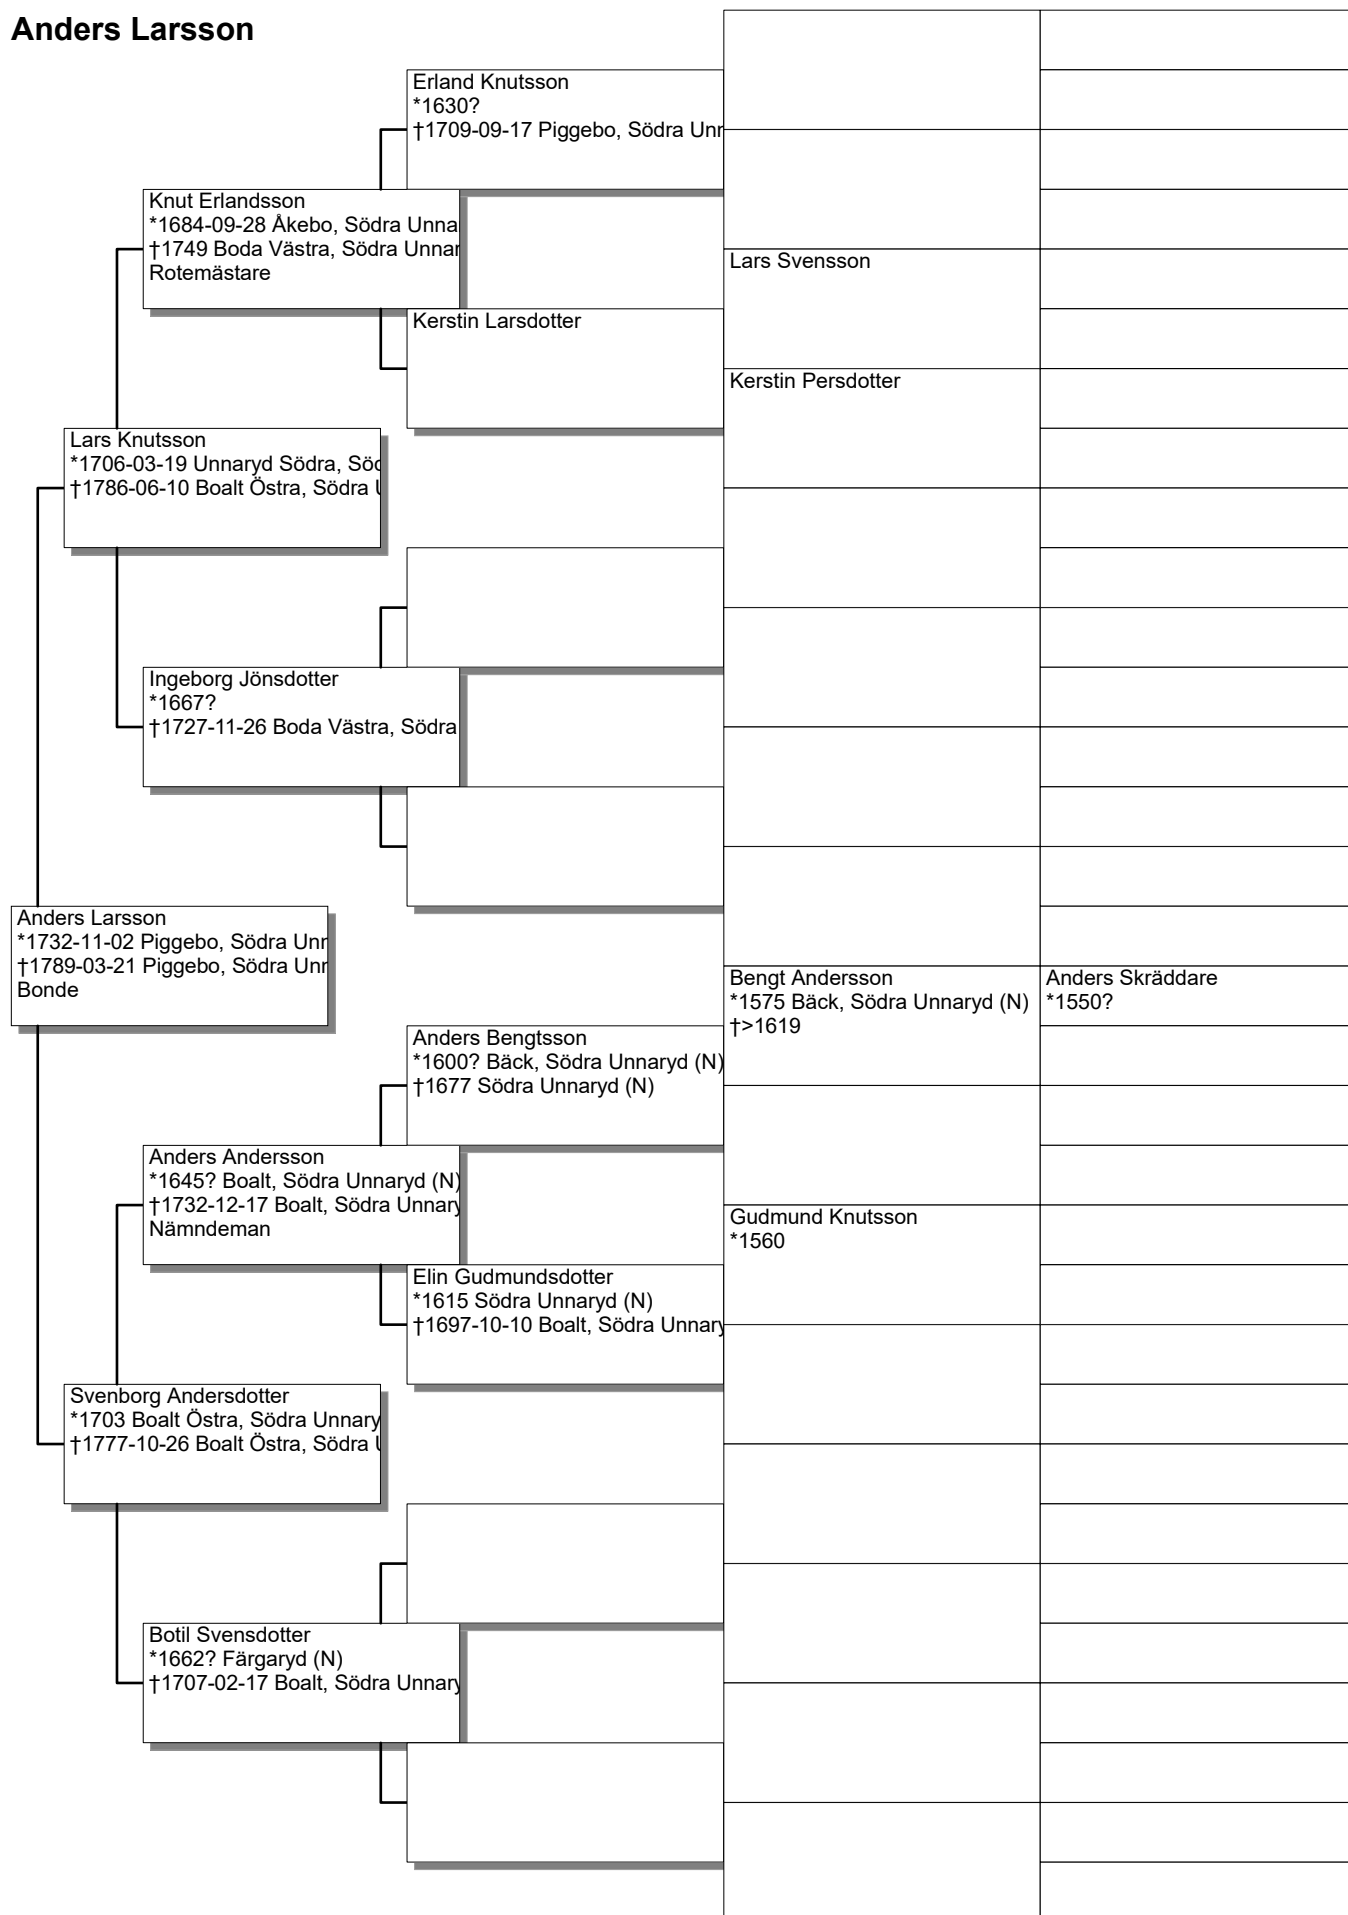 Anders Larsson
Erland Knutsson
*1630?
†1709-09-17 Piggebo, Södra Unr
Knut Erlandsson
*1684-09-28 Åkebo, Södra Unna
†1749 Boda Västra, Södra Unnar
Rotemästare
Lars Svensson
Kerstin Larsdotter
Kerstin Persdotter
Lars Knutsson
*1706-03-19 Unnaryd Södra, Söd
†1786-06-10 Boalt Östra, Södra U
Ingeborg Jönsdotter
*1667?
†1727-11-26 Boda Västra, Södra
Anders Larsson
*1732-11-02 Piggebo, Södra Unr
†1789-03-21 Piggebo, Södra Unr
Bonde
Bengt Andersson
*1575 Bäck, Södra Unnaryd (N)
†>1619
Anders Skräddare
*1550?
Anders Bengtsson
*1600? Bäck, Södra Unnaryd (N)
†1677 Södra Unnaryd (N)
Anders Andersson
*1645? Boalt, Södra Unnaryd (N)
†1732-12-17 Boalt, Södra Unnary
Nämndeman
Gudmund Knutsson
*1560
Elin Gudmundsdotter
*1615 Södra Unnaryd (N)
†1697-10-10 Boalt, Södra Unnary
Svenborg Andersdotter
*1703 Boalt Östra, Södra Unnary
†1777-10-26 Boalt Östra, Södra U
Botil Svensdotter
*1662? Färgaryd (N)
†1707-02-17 Boalt, Södra Unnary